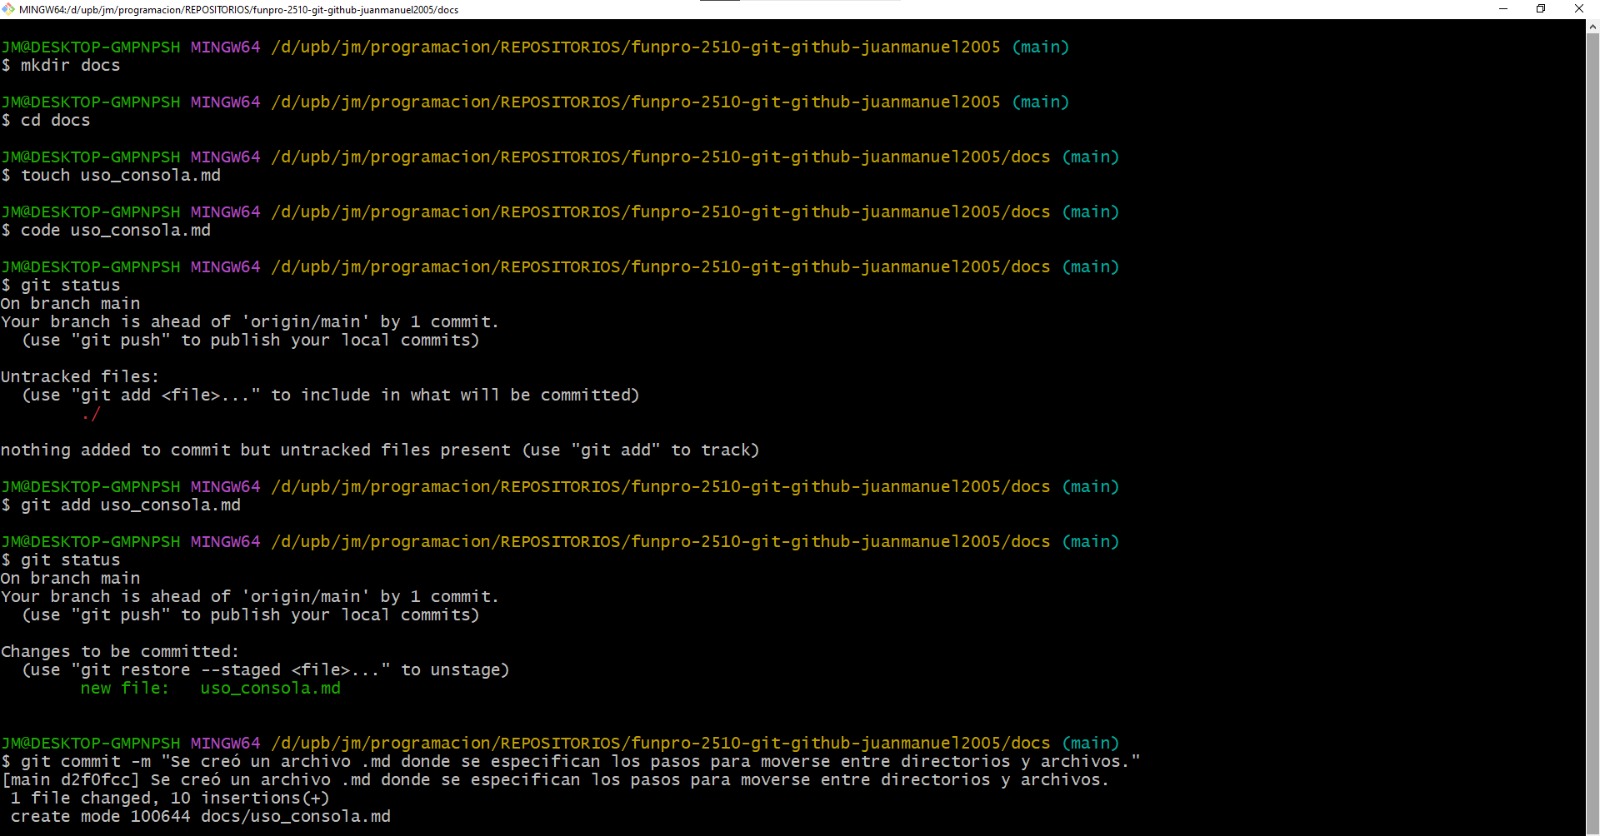 MINGW64:/d/upb/jm/programacion/REPOSITORIOS/funpro-2510-git-github-juanmanuel2005/docs
JM@DESKTOP-GMPNPSH MINGW64 /d/upb/jm/programacion/REPOSITORIOS/funpro-2510-git-github-juanmanuel2005 (main)
$ mkdir docs
JM@DESKTOP-GMPNPSH MINGW64 /d/upb/jm/programacion/REPOSITORIOS/funpro-2510-git-github-juanmanuel2005 (main)
$ cd docs
JM@DESKTOP-GMPNPSH MINGW64 /d/upb/jm/programacion/REPOSITORIOS/funpro-2510-git-github-juanmanuel2005/docs (main)
$ touch uso_consola.md
JM@DESKTOP-GMPNPSH MINGW64 /d/upb/jm/programacion/REPOSITORIOS/funpro-2510-git-github-juanmanuel2005/docs (main)
$ code uso_consola.md
JM@DESKTOP-GMPNPSH MINGW64 /d/upb/jm/programacion/REPOSITORIOS/funpro-2510-git-github-juanmanuel2005/docs (main)
$ git status
On branch main
Your branch is ahead of 'origin/main' by 1 commit.
  (use "git push" to publish your local commits)
Untracked files:
  (use "git add <file>..." to include in what will be committed)
        ./
nothing added to commit but untracked files present (use "git add" to track)
JM@DESKTOP-GMPNPSH MINGW64 /d/upb/jm/programacion/REPOSITORIOS/funpro-2510-git-github-juanmanuel2005/docs (main)
$ git add uso_consola.md
JM@DESKTOP-GMPNPSH MINGW64 /d/upb/jm/programacion/REPOSITORIOS/funpro-2510-git-github-juanmanuel2005/docs (main)
$ git status
On branch main
Your branch is ahead of 'origin/main' by 1 commit.
  (use "git push" to publish your local commits)
Changes to be committed:
  (use "git restore --staged <file>..." to unstage)
        new file:   uso_consola.md
JM@DESKTOP-GMPNPSH MINGW64 /d/upb/jm/programacion/REPOSITORIOS/funpro-2510-git-github-juanmanuel2005/docs (main)
$ git commit -m "Se creó un archivo .md donde se especifican los pasos para moverse entre directorios y archivos."
[main d2f0fcc] Se creó un archivo .md donde se especifican los pasos para moverse entre directorios y archivos.
 1 file changed, 10 insertions(+)
 create mode 100644 docs/uso_consola.md